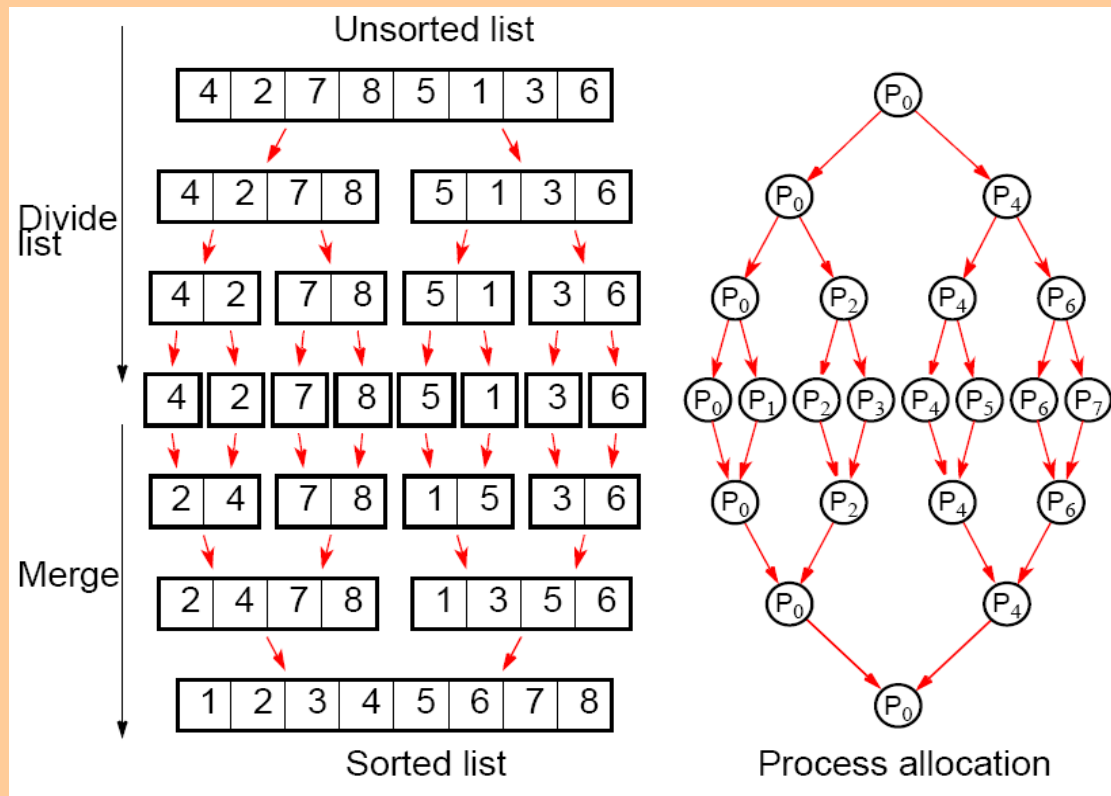 Unsorted list
4 2 7 8 5 1 3 6
P0
4 2 7 8 5 1 3 6
P0 P4
Divide
list
4 2 7 8 5 1 3 6
P0 P2 P4 P6
4 2 7 8 5 1 3 6
P0 P1 P2 P3 P4 P5 P6 P7
2 4 7 8 1 5 3 6
P0 P2 P4 P6
Merge
2 4 7 8 1 3 5 6
P0 P4
1 2 3 4 5 6 7 8
P0
Sorted list
Process allocation